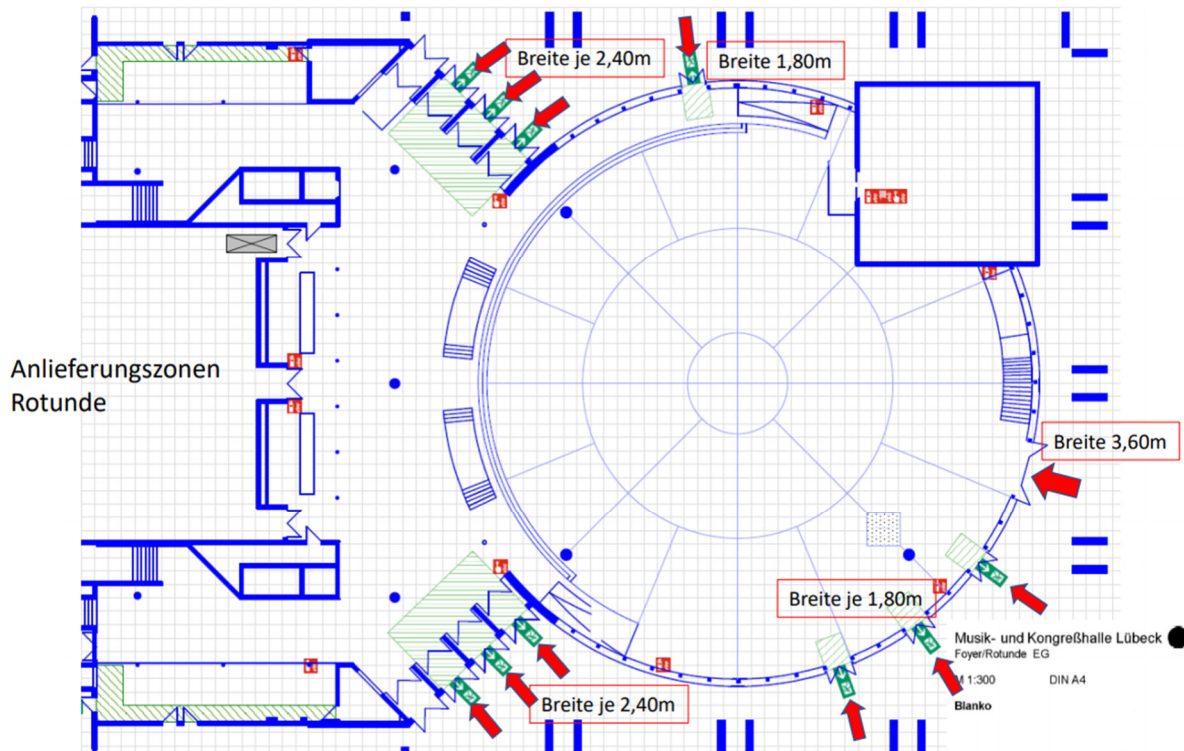 Breite je 2,40m
Breite 1,80m
Anlieferungszonen
Rotunde
Breite 3,60m
Breite je 1,80m
Musik- und Kongreßhalle Lübeck
Foyer/Rotunde EG
M 1:300 DIN A4
Blanko
Breite je 2,40m